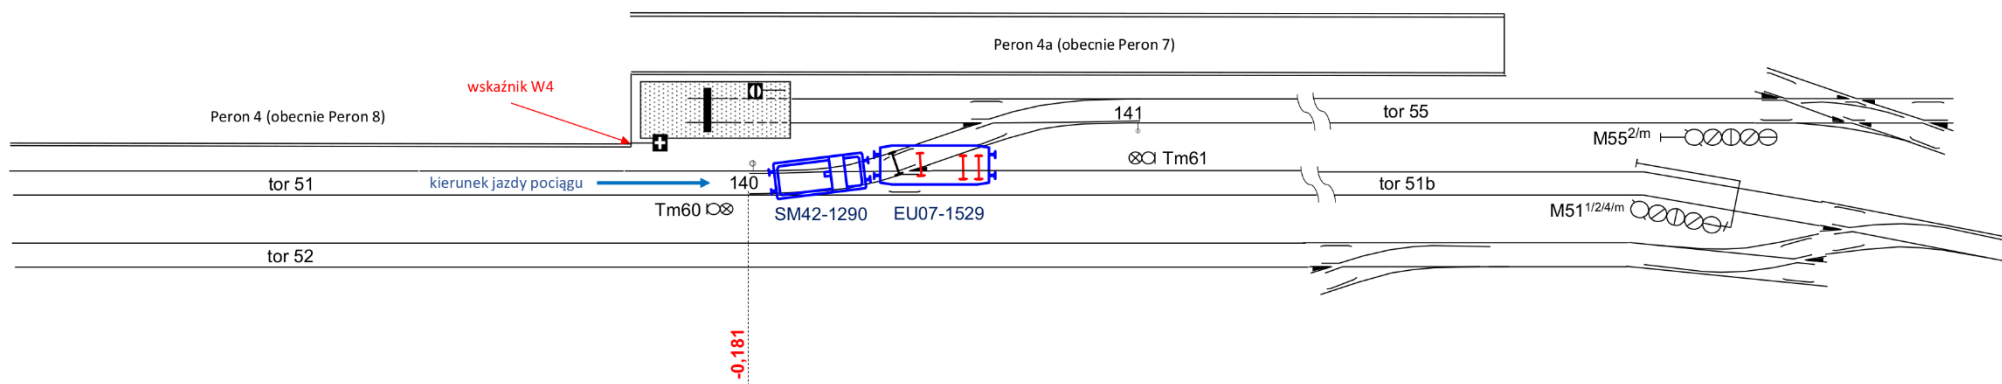 Peron 4a (obecnie Peron 7)
wskaźnik W4
Peron 4 (obecnie Peron 8)
141
tor 55
M55 2/m
Tm61
tor 51
kierunek jazdy pociągu
140
tor 51b
Tm60
SM42-1290
EU07-1529
M51 1/2/4/m
tor 52
-0,181